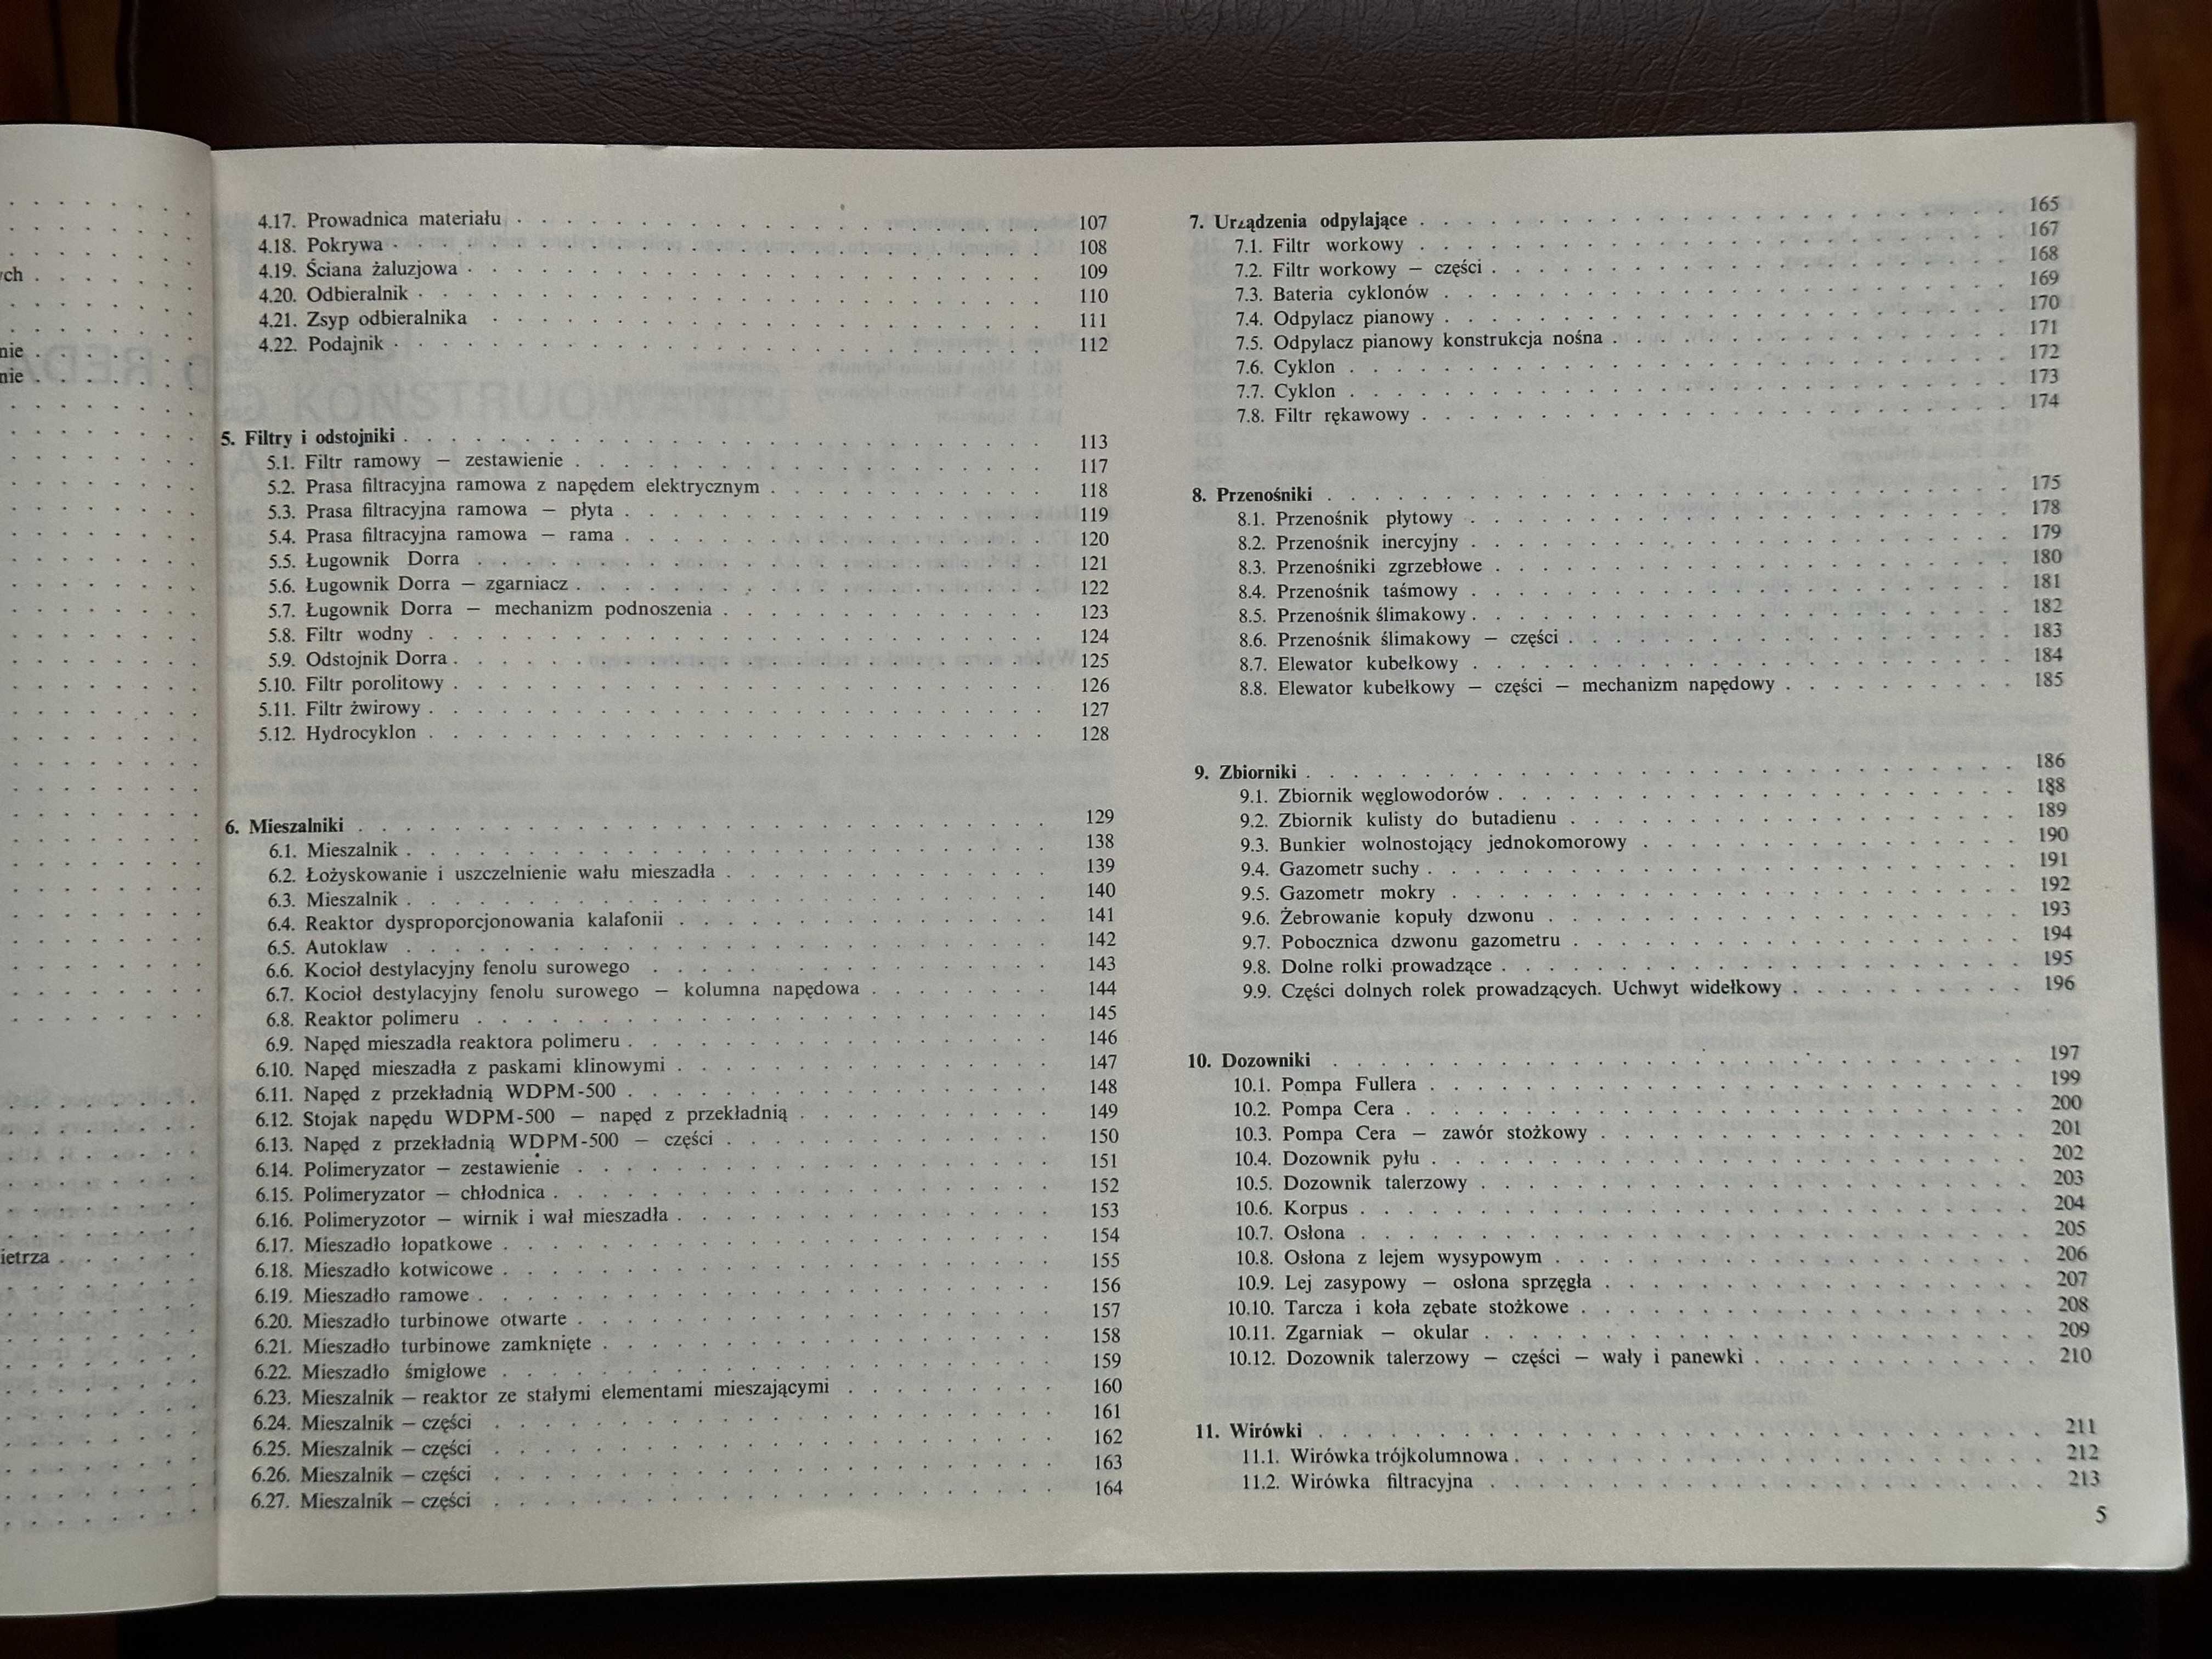 ych
nie
nie
ietrza
4.17. Prowadnica materiału 107
4.18. Pokrywa 108
4.19. Ściana żaluzjowa 109
4.20. Odbieralnik 110
4.21. Zsyp odbieralnika 111
4.22. Podajnik 112
5. Filtry i odstojniki 113
5.1. Filtr ramowy — zestawienie 117
5.2. Prasa filtracyjna ramowa z napędem elektrycznym 118
5.3. Prasa filtracyjna ramowa — płyta 119
5.4. Prasa filtracyjna ramowa — rama 120
5.5. Ługownik Dorra 121
5.6. Ługownik Dorra — zgarniacz 122
5.7. Ługownik Dorra — mechanizm podnoszenia 123
5.8. Filtr wodny 124
5.9. Odstojnik Dorra 125
5.10. Filtr porolitowy 126
5.11. Filtr żwirowy 127
5.12. Hydrocyklon 128
6. Mieszalniki 129
6.1. Mieszalnik 138
6.2. Łożyskowanie i uszczelnienie wału mieszadła 139
6.3. Mieszalnik 140
6.4. Reaktor dysproporcjonowania kalafonii 141
6.5. Autoklaw 142
6.6. Kocioł destylacyjny fenolu surowego 143
6.7. Kocioł destylacyjny fenolu surowego — kolumna napędowa 144
6.8. Reaktor polimeru 145
6.9. Napęd mieszadła reaktora polimeru 146
6.10. Napęd mieszadła z paskami klinowymi 147
6.11. Napęd z przekładnią WDPM-500 148
6.12. Stojak napędu WDPM-500 — napęd z przekładnią 149
6.13. Napęd z przekładnią WDPM-500 — części 150
6.14. Polimeryzator — zestawienie 151
6.15. Polimeryzator — chłodnica 152
6.16. Polimeryzotor — wirnik i wał mieszadła 153
6.17. Mieszadło łopatkowe 154
6.18. Mieszadło kotwicowe 155
6.19. Mieszadło ramowe 156
6.20. Mieszadło turbinowe otwarte 157
6.21. Mieszadło turbinowe zamknięte 158
6.22. Mieszadło śmigłowe 159
6.23. Mieszalnik — reaktor ze stałymi elementami mieszającymi 160
6.24. Mieszalnik — części 161
6.25. Mieszalnik — części 162
6.26. Mieszalnik — części 163
6.27. Mieszalnik — części 164
7. Urządzenia odpylające 165
7.1. Filtr workowy 167
7.2. Filtr workowy — części 168
7.3. Bateria cyklonów 169
7.4. Odpylacz pianowy 170
7.5. Odpylacz pianowy konstrukcja nośna 171
7.6. Cyklon 172
7.7. Cyklon 173
7.8. Filtr rękawowy 174
8. Przenośniki 175
8.1. Przenośnik płytowy 178
8.2. Przenośnik inercyjny 179
8.3. Przenośniki zgrzebłowe 180
8.4. Przenośnik taśmowy 181
8.5. Przenośnik ślimakowy 182
8.6. Przenośnik ślimakowy — części 183
8.7. Elewator kubełkowy 184
8.8. Elewator kubełkowy — części — mechanizm napędowy 185
9. Zbiorniki 186
9.1. Zbiornik węglowodorów 188
9.2. Zbiornik kulisty do butadienu 189
9.3. Bunkier wolnostojący jednokomorowy 190
9.4. Gazometr suchy 191
9.5. Gazometr mokry 192
9.6. Żebrowanie kopuły dzwonu 193
9.7. Pobocznica dzwonu gazometru 194
9.8. Dolne rolki prowadzące 195
9.9. Części dolnych rolek prowadzących. Uchwyt widełkowy 196
10. Dozowniki 197
10.1. Pompa Fullera 199
10.2. Pompa Cera 200
10.3. Pompa Cera — zawór stożkowy 201
10.4. Dozownik pyłu 202
10.5. Dozownik talerzowy 203
10.6. Korpus 204
10.7. Osłona 205
10.8. Osłona z lejem wysypowym 206
10.9. Lej zasypowy — osłona sprzęgła 207
10.10. Tarcza i koła zębate stożkowe 208
10.11. Zgarniak — okular 209
10.12. Dozownik talerzowy — części — wały i panewki 210
11. Wirówki 211
11.1. Wirówka trójkolumnowa 212
11.2. Wirówka filtracyjna 213
5